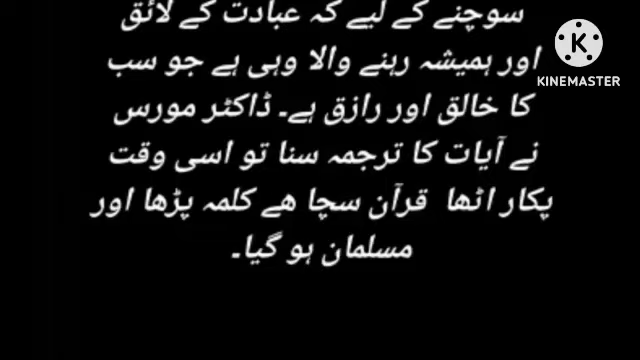 سوچنے کے لیے کہ عبادت کے لائق
اور ہمیشہ رہنے والا وہی ہے جو سب
کا خالق اور رازق ہے۔ ڈاکٹر مورس
نے آیات کا ترجمہ سنا تو اسی وقت
پکار اٹھا قرآن سچا ھے کلمہ پڑھا اور
مسلمان ہو گیا۔
K
KINEMASTER